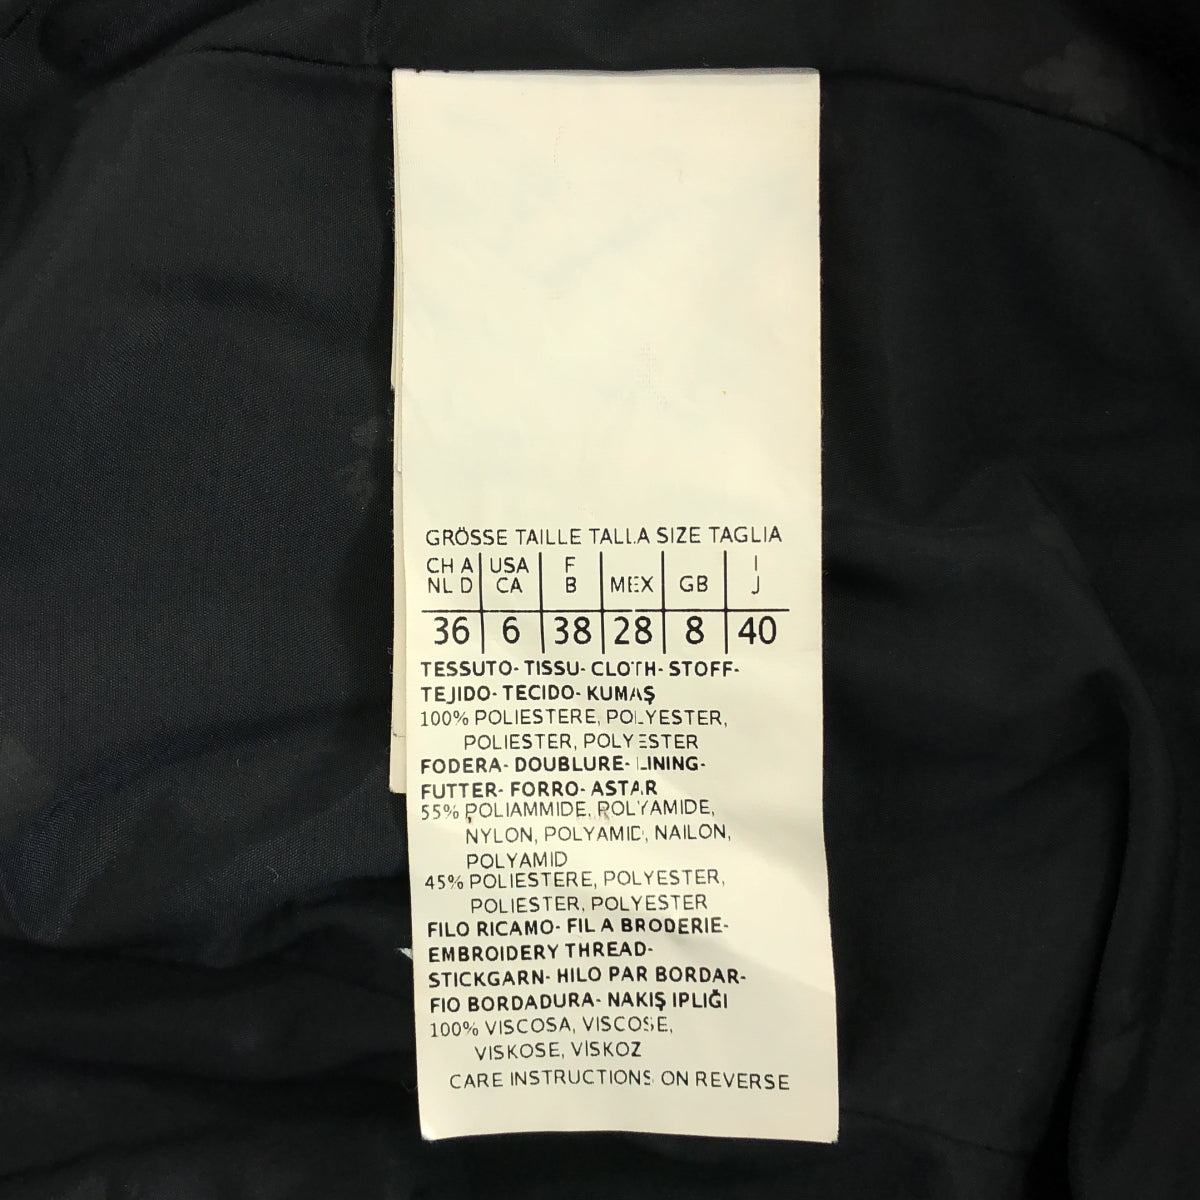 GRÖSSE TAILLE TALLA SIZE TAGLIA
CH A USA F I
NL D CA B MEX GB J
36 6 38 28 8 40
TESSUTO- TISSU- CLOTH- STOFF-
TEJIDO- TECIDO- KUMAŞ
100% POLIESTERE, POLYESTER,
POLIESTER, POLYESTER
FODERA- DOUBLURE- LINING-
FUTTER- FORRO- ASTAR
55% POLIAMMIDE, POLYAMIDE,
NYLON, POLYAMID, NAILON,
POLYAMID
45% POLIESTERE, POLYESTER,
POLIESTER, POLYESTER
FILO RICAMO- FIL A BRODERIE-
EMBROIDERY THREAD-
STICKGARN- HILO PAR BORDAR-
FIO BORDADURA- NAKIŞ IPLIĞI
100% VISCOSA, VISCOSE,
VISKOSE, VISKOZ
CARE INSTRUCTIONS ON REVERSE